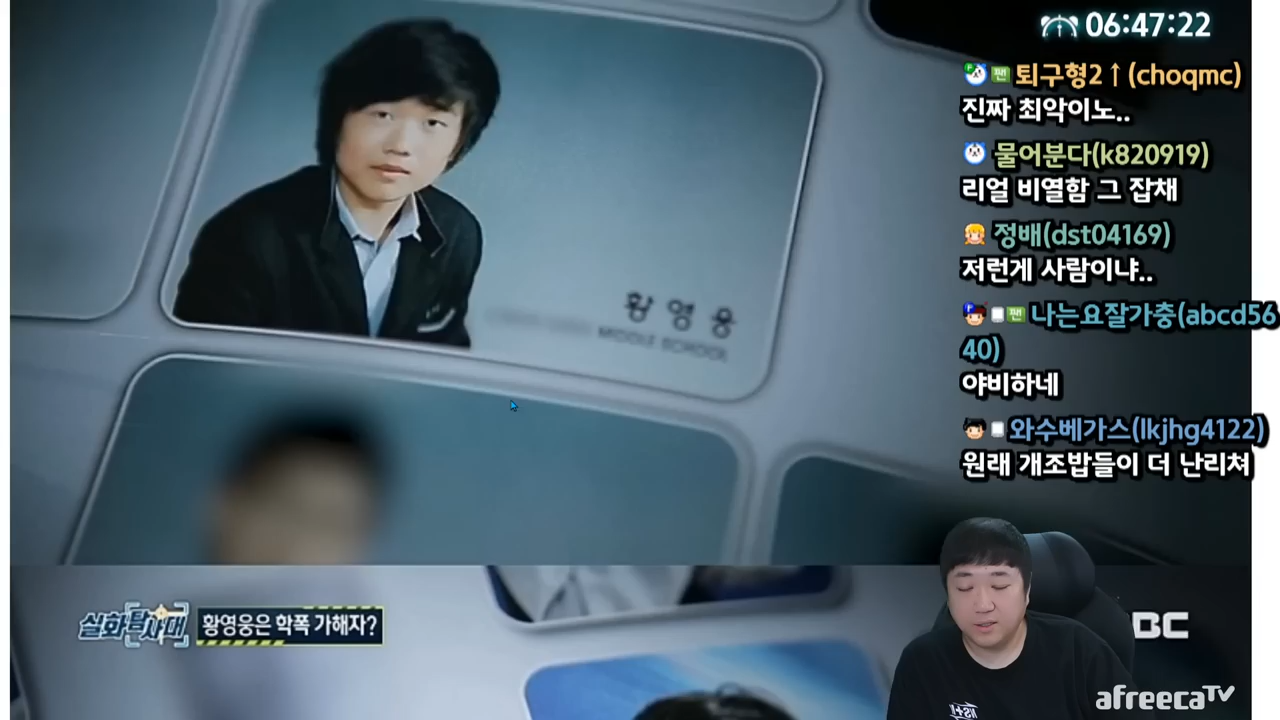 06:47:22
퇴구형2↑(choqmc)
진짜 최악이노..
물어분다(k820919)
리얼 비열함 그 잡채
정배(dst04169)
저런게 사람이냐..
나는요잘가충(abcd56
40)
야비하네
와수베가스(lkjhg4122)
원래 개조밥들이 더 난리쳐
황영웅
MIDDLE SCHOOL
실화탐사대
황영웅은 학폭 가해자?
BC
afreecaTV